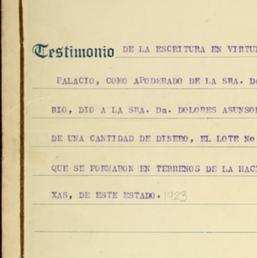 Testimonio DE LA ESCRITURA EN VIRTU
PALACIO, COMO APODERADO DE LA SRA. DO
RIO, DIO A LA SRA. Da. DOLORES ASUNSOL
DE UNA CANTIDAD DE DINERO, EL LOTE No
QUE SE FORMARON EN TERRENOS DE LA HACI
XAS, DE ESTE ESTADO. 1923